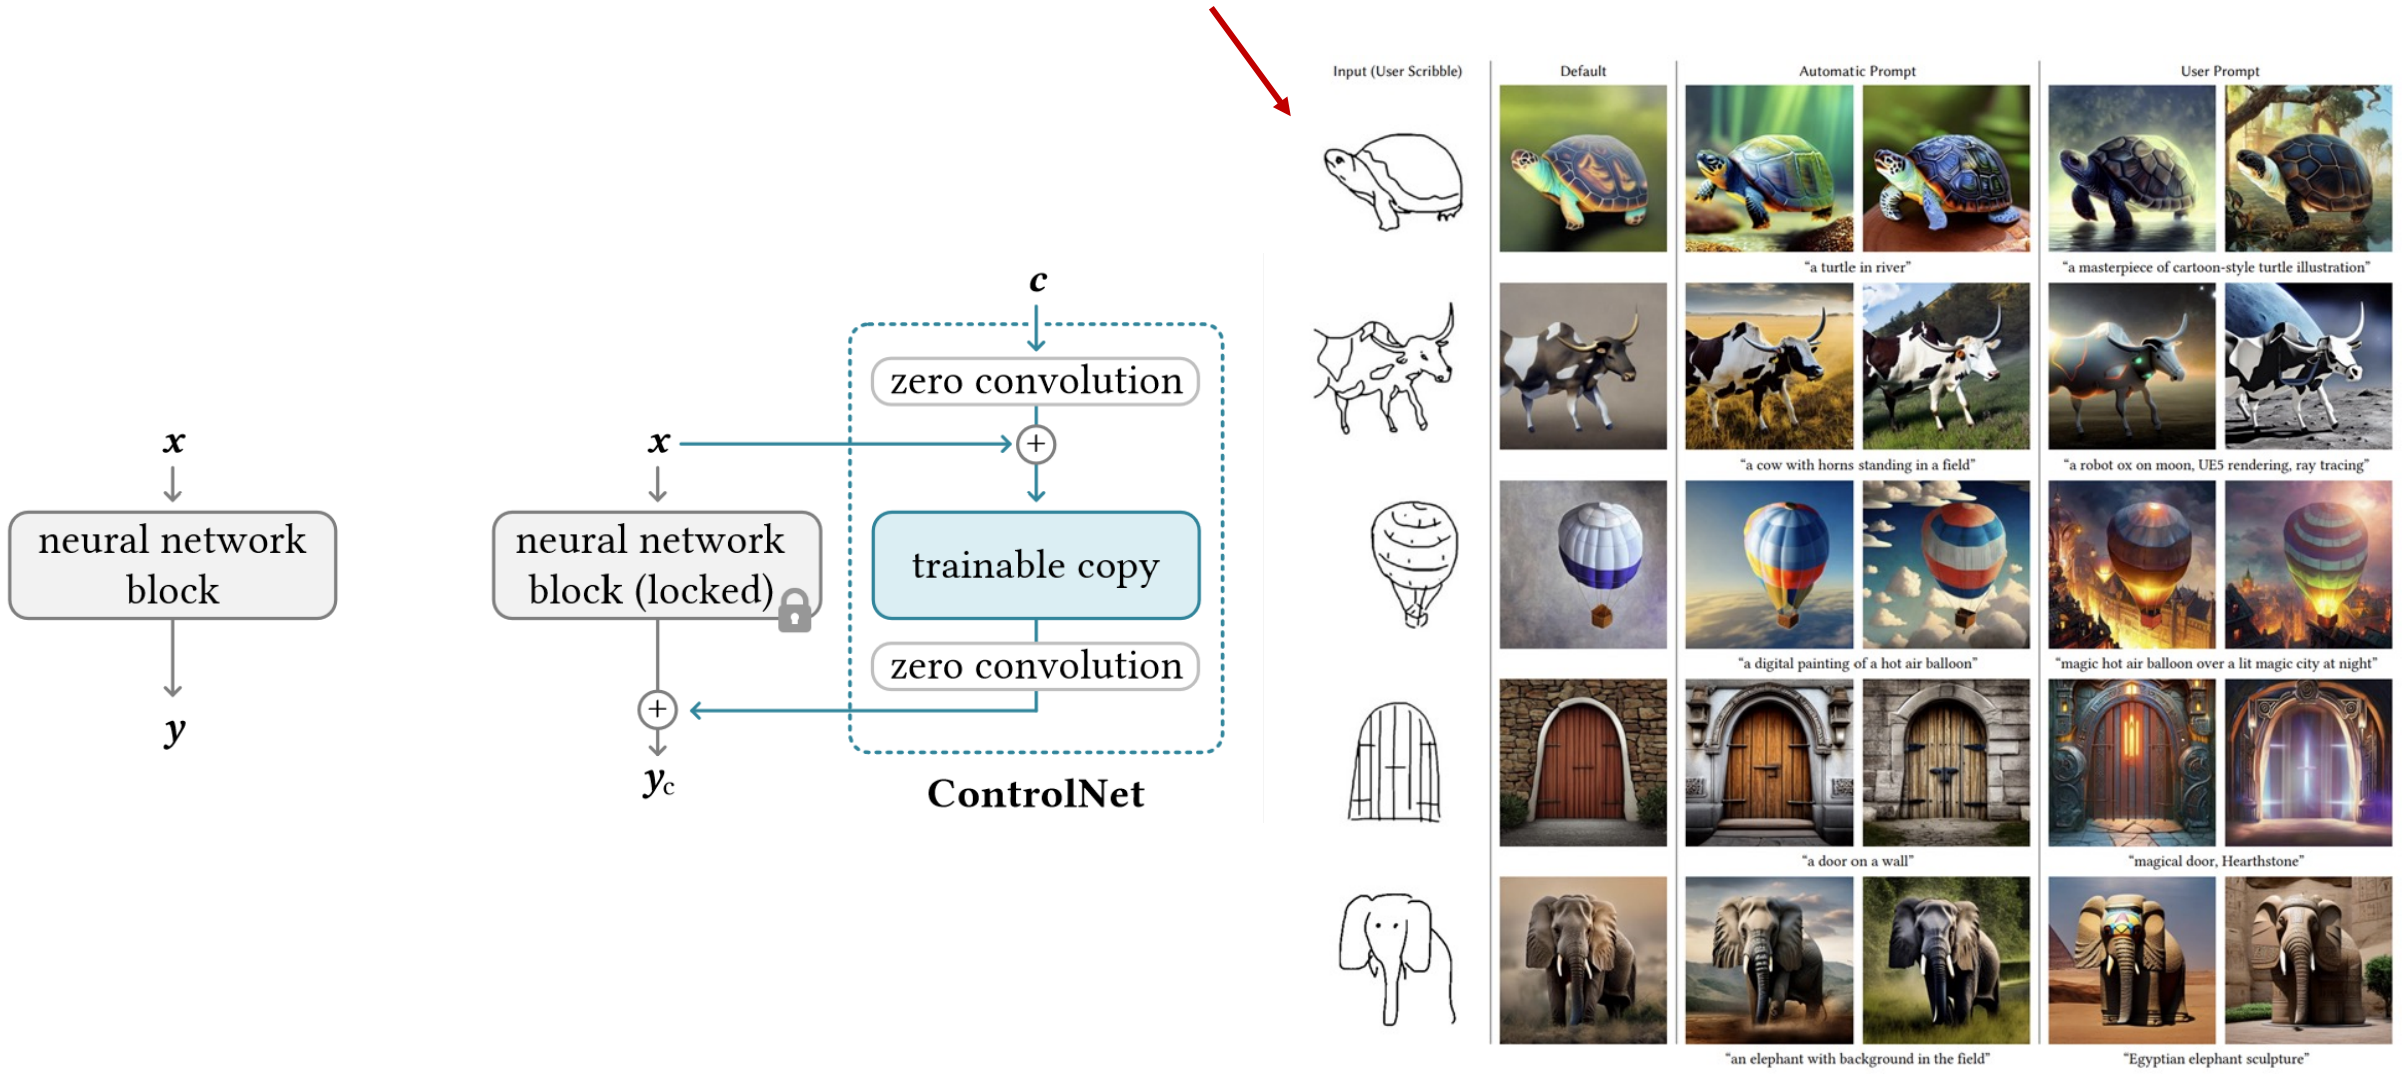 x
neural network
block
y
x
neural network
block (locked)
+
yc
c
zero convolution
+
trainable copy
zero convolution
ControlNet
Input (User Scribble)
Default
Automatic Prompt
User Prompt
“a turtle in river”
“a masterpiece of cartoon-style turtle illustration”
“a cow with horns standing in a field”
“a robot ox on moon, UE5 rendering, ray tracing”
“a digital painting of a hot air balloon”
“magic hot air balloon over a lit magic city at night”
“a door on a wall”
“magical door, Hearthstone”
“an elephant with background in the field”
“Egyptian elephant sculpture”